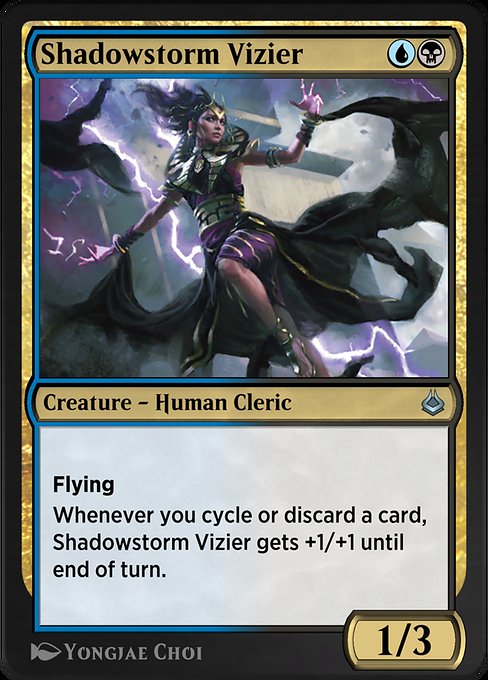 Shadowstorm Vizier
Creature – Human Cleric
Flying
Whenever you cycle or discard a card,
Shadowstorm Vizier gets +1/+1 until
end of turn.
1/3
Yongjae Choi